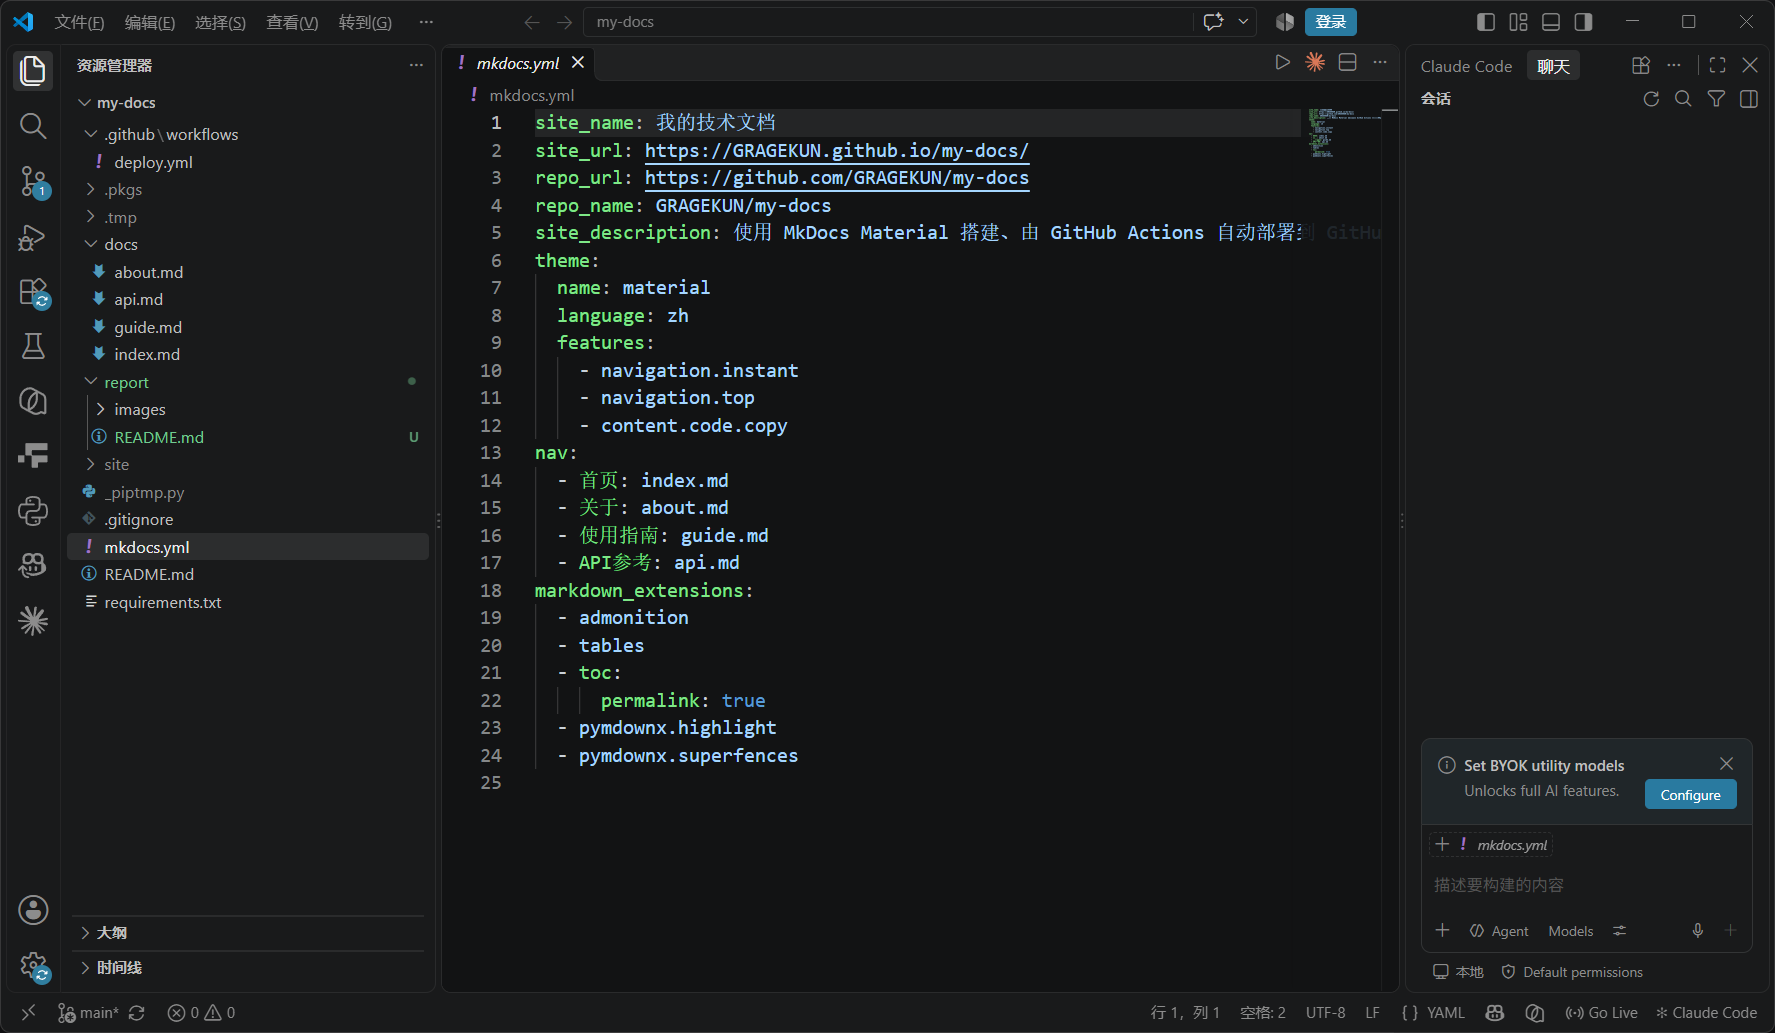 文件(F) 编辑(E) 选择(S) 查看(V) 转到(G) ··· my-docs 登录
资源管理器 ···
my-docs
.github\workflows
! deploy.yml
.pkgs
.tmp
docs
about.md
api.md
guide.md
index.md
report
images
README.md U
site
_piptmp.py
.gitignore
! mkdocs.yml
README.md
requirements.txt
大纲
时间线
1
! mkdocs.yml
! mkdocs.yml
1 site_name: 我的技术文档
2 site_url: https://GRAGEKUN.github.io/my-docs/
3 repo_url: https://github.com/GRAGEKUN/my-docs
4 repo_name: GRAGEKUN/my-docs
5 site_description: 使用 MkDocs Material 搭建、由 GitHub Actions 自动部署到 GitHu
6 theme:
7 name: material
8 language: zh
9 features:
10 - navigation.instant
11 - navigation.top
12 - content.code.copy
13 nav:
14 - 首页: index.md
15 - 关于: about.md
16 - 使用指南: guide.md
17 - API参考: api.md
18 markdown_extensions:
19 - admonition
20 - tables
21 - toc:
22 permalink: true
23 - pymdownx.highlight
24 - pymdownx.superfences
25
Claude Code 聊天
会话
Set BYOK utility models
Unlocks full AI features.
Configure
! mkdocs.yml
描述要构建的内容
Agent Models
本地 Default permissions
main* 0 0 行 1，列 1 空格: 2 UTF-8 LF { } YAML Go Live Claude Code